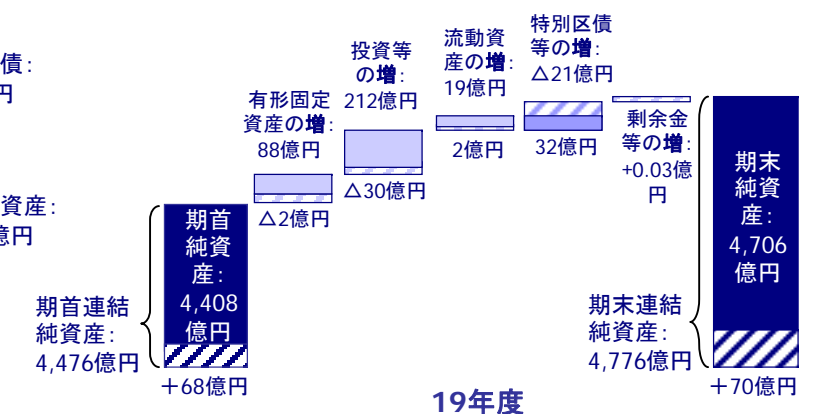 債:
円
資産:
億円
期首連結
純資産:
4,476億円
期首
純資
産:
4,408
億円
+68億円
有形固定
資産の増:
88億円
△2億円
投資等
の増:
212億円
△30億円
流動資
産の増:
19億円
2億円
特別区債
等の増:
△21億円
32億円
剰余金
等の増:
+0.03億
円
期末連結
純資産:
4,776億円
期末
純資
産:
4,706
億円
+70億円
19年度